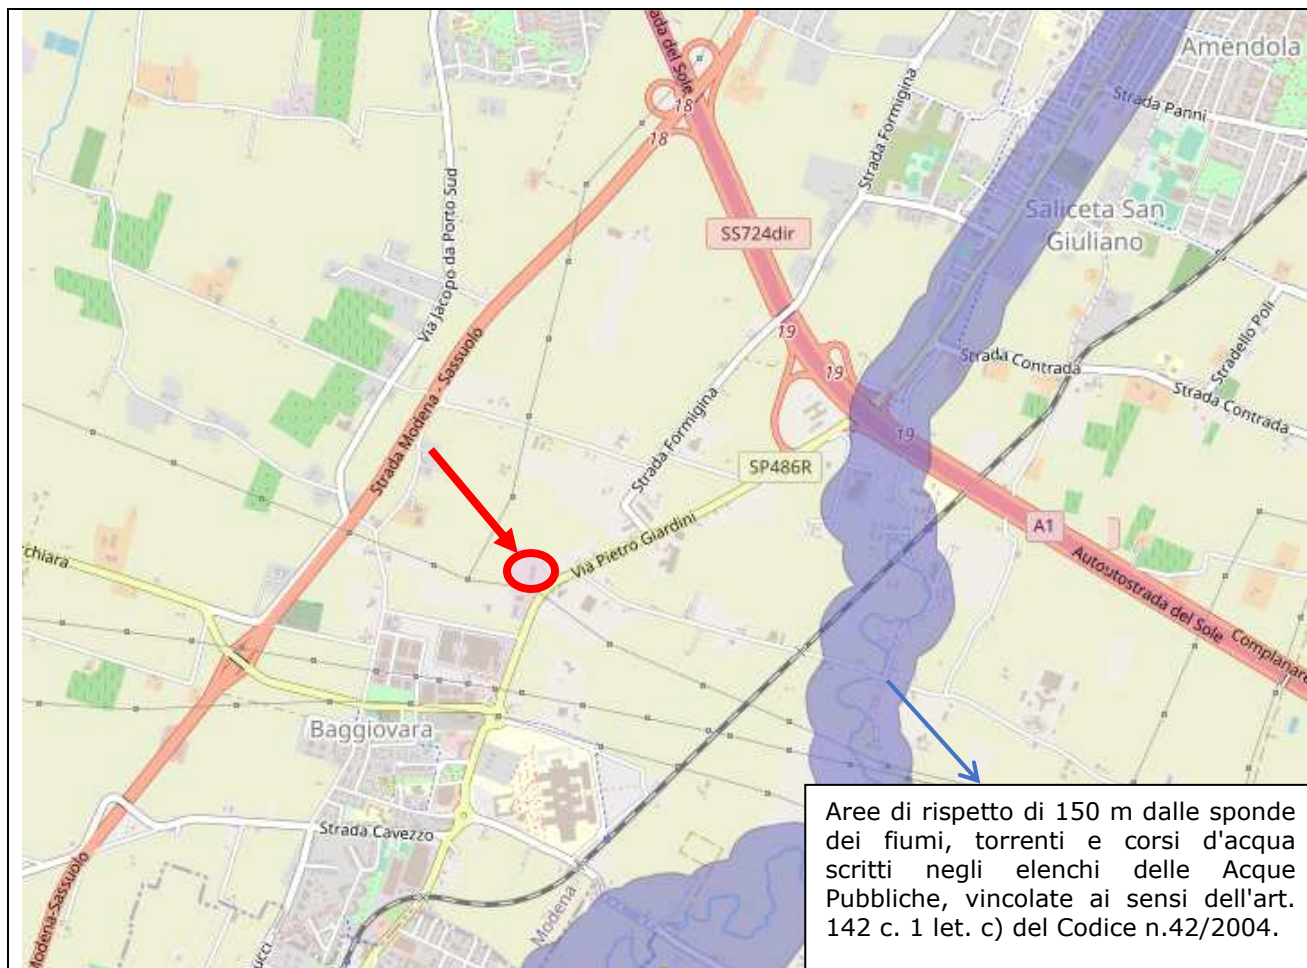 ada del Sole
Amendola
18
18
Strada Panni
Strada Formigina
Saliceta San
Giuliano
SS724dir
Via Jacopo da Porto Sud
Stradello Poli
19
19
Strada Modena - Sassuolo
Strada Contrada
Strada Contrada
19
Strada Formigina
SP486R
A1
Via Pietro Giardini
chiara
Autoutostrada del Sole
Complanare
Baggiovara
Strada Cavezzo
Modena-Sassuolo
Modena
ucci
Aree di rispetto di 150 m dalle sponde
dei fiumi, torrenti e corsi d'acqua
scritti negli elenchi delle Acque
Pubbliche, vincolate ai sensi dell'art.
142 c. 1 let. c) del Codice n.42/2004.